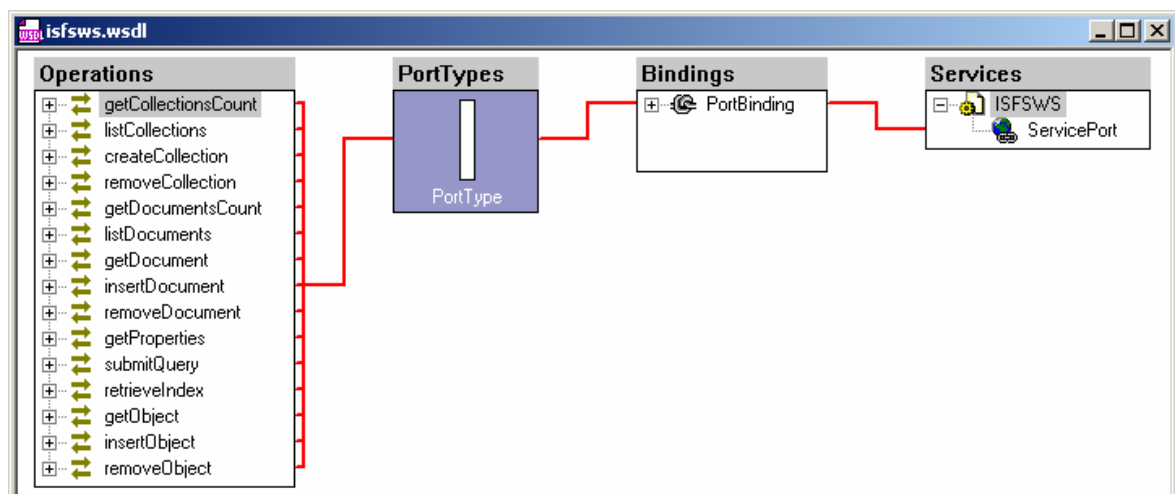 isfsws.wsdl
Operations
getCollectionsCount
listCollections
createCollection
removeCollection
getDocumentsCount
listDocuments
getDocument
insertDocument
removeDocument
getProperties
submitQuery
retrieveIndex
getObject
insertObject
removeObject
PortTypes
PortType
Bindings
PortBinding
Services
ISFSWS
ServicePort